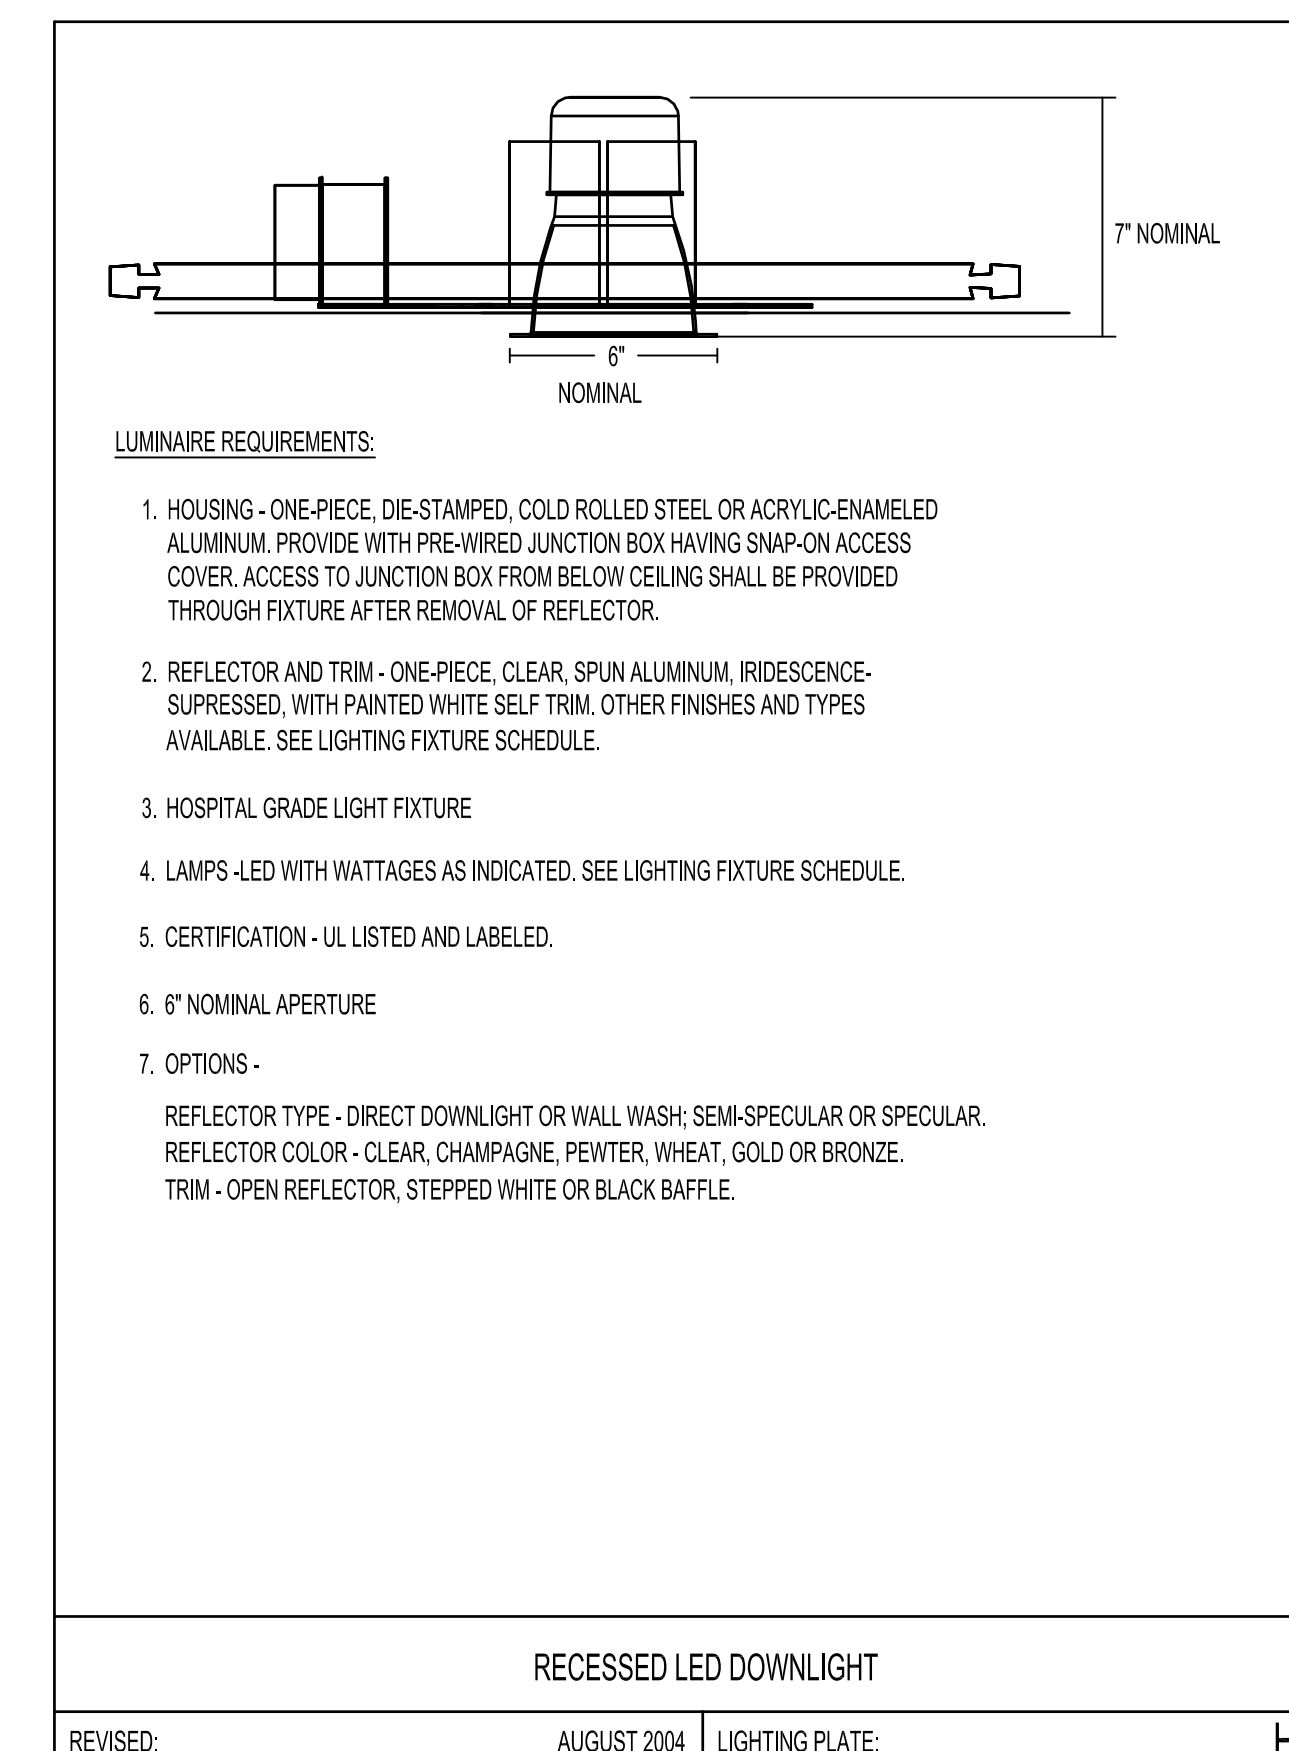 7" NOMINAL
6"
NOMINAL
LUMINAIRE REQUIREMENTS:
1. HOUSING - ONE-PIECE, DIE-STAMPED, COLD ROLLED STEEL OR ACRYLIC-ENAMELED
ALUMINUM. PROVIDE WITH PRE-WIRED JUNCTION BOX HAVING SNAP-ON ACCESS
COVER. ACCESS TO JUNCTION BOX FROM BELOW CEILING SHALL BE PROVIDED
THROUGH FIXTURE AFTER REMOVAL OF REFLECTOR.
2. REFLECTOR AND TRIM - ONE-PIECE, CLEAR, SPUN ALUMINUM, IRIDESCENCE-
SUPRESSED, WITH PAINTED WHITE SELF TRIM. OTHER FINISHES AND TYPES
AVAILABLE. SEE LIGHTING FIXTURE SCHEDULE.
3. HOSPITAL GRADE LIGHT FIXTURE
4. LAMPS -LED WITH WATTAGES AS INDICATED. SEE LIGHTING FIXTURE SCHEDULE.
5. CERTIFICATION - UL LISTED AND LABELED.
6. 6" NOMINAL APERTURE
7. OPTIONS -
REFLECTOR TYPE - DIRECT DOWNLIGHT OR WALL WASH; SEMI-SPECULAR OR SPECULAR.
REFLECTOR COLOR - CLEAR, CHAMPAGNE, PEWTER, WHEAT, GOLD OR BRONZE.
TRIM - OPEN REFLECTOR, STEPPED WHITE OR BLACK BAFFLE.
RECESSED LED DOWNLIGHT
REVISED: AUGUST 2004 LIGHTING PLATE: